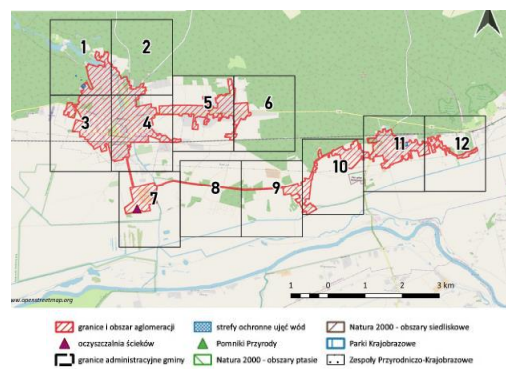 1 2
3 4 5 6
7 8 9 10 11 12
1 0 1 2 3 km
ww.openstreetmap.org
granice i obszar aglomeracji strefy ochronne ujęć wód Natura 2000 - obszary siedliskowe
oczyszczalnia ścieków Pomniki Przyrody Parki Krajobrazowe
granice administracyjne gminy Natura 2000 - obszary ptasie Zespoły Przyrodniczo-Krajobrazowe